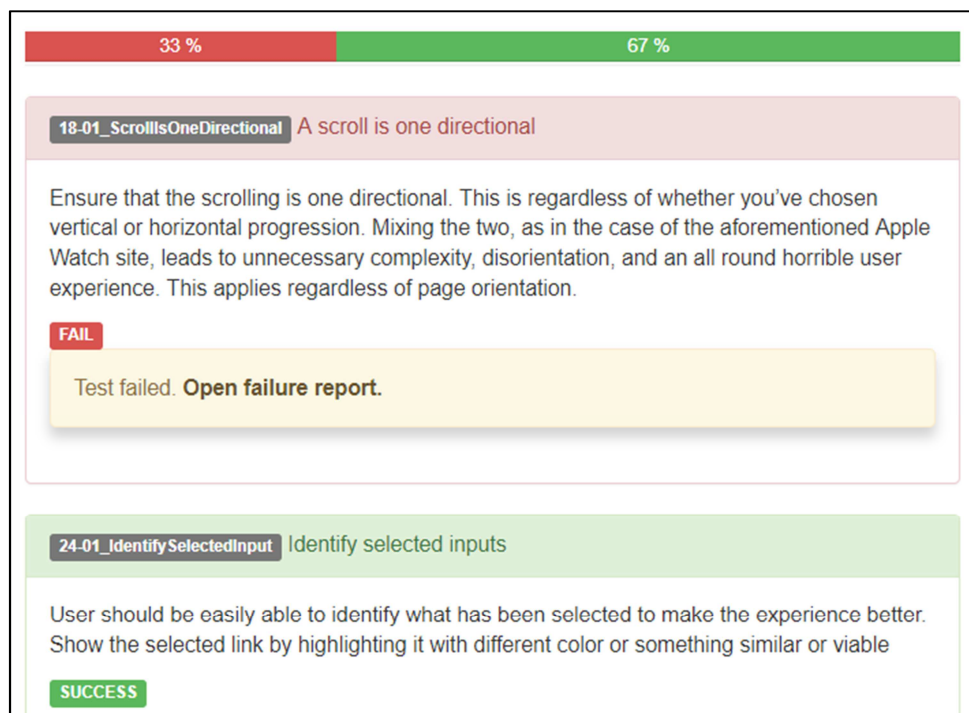 33 %
67 %
18-01_ScrollIsOneDirectional A scroll is one directional
Ensure that the scrolling is one directional. This is regardless of whether you've chosen
vertical or horizontal progression. Mixing the two, as in the case of the aforementioned Apple
Watch site, leads to unnecessary complexity, disorientation, and an all round horrible user
experience. This applies regardless of page orientation.
FAIL
Test failed. Open failure report.
24-01_IdentifySelectedInput Identify selected inputs
User should be easily able to identify what has been selected to make the experience better.
Show the selected link by highlighting it with different color or something similar or viable
SUCCESS